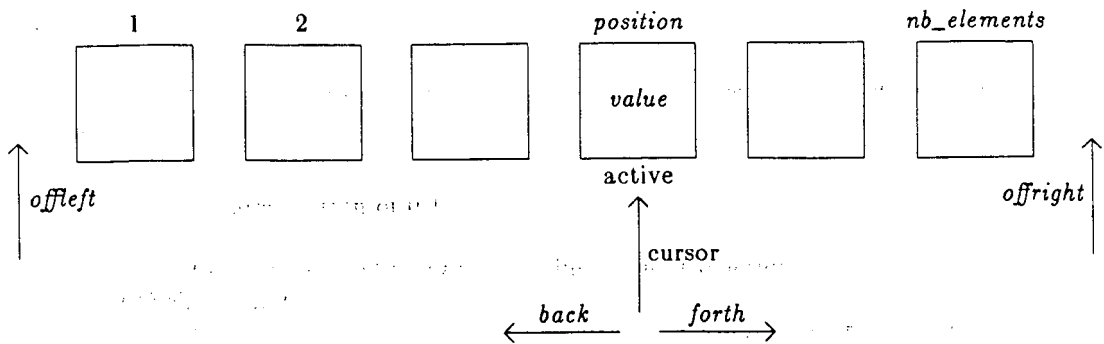 1 2 position nb_elements
value
active
offleft offright
cursor
back forth